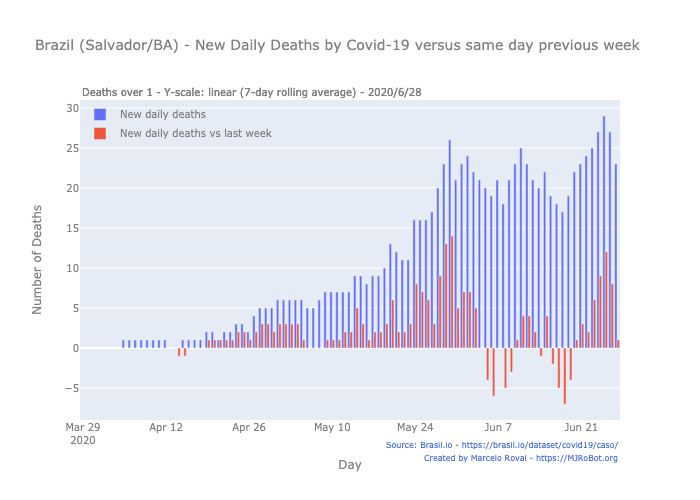 Brazil (Salvador/BA) - New Daily Deaths by Covid-19 versus same day previous week
Deaths over 1 - Y-scale: linear (7-day rolling average) - 2020/6/28
New daily deaths
New daily deaths vs last week
30
25
20
15
10
5
0
−5
Number of Deaths
Mar 29
2020
Apr 12
Apr 26
May 10
May 24
Jun 7
Jun 21
Day
Source: Brasil.io - https://brasil.io/dataset/covid19/caso/
Created by Marcelo Rovai - https://MJRoBot.org